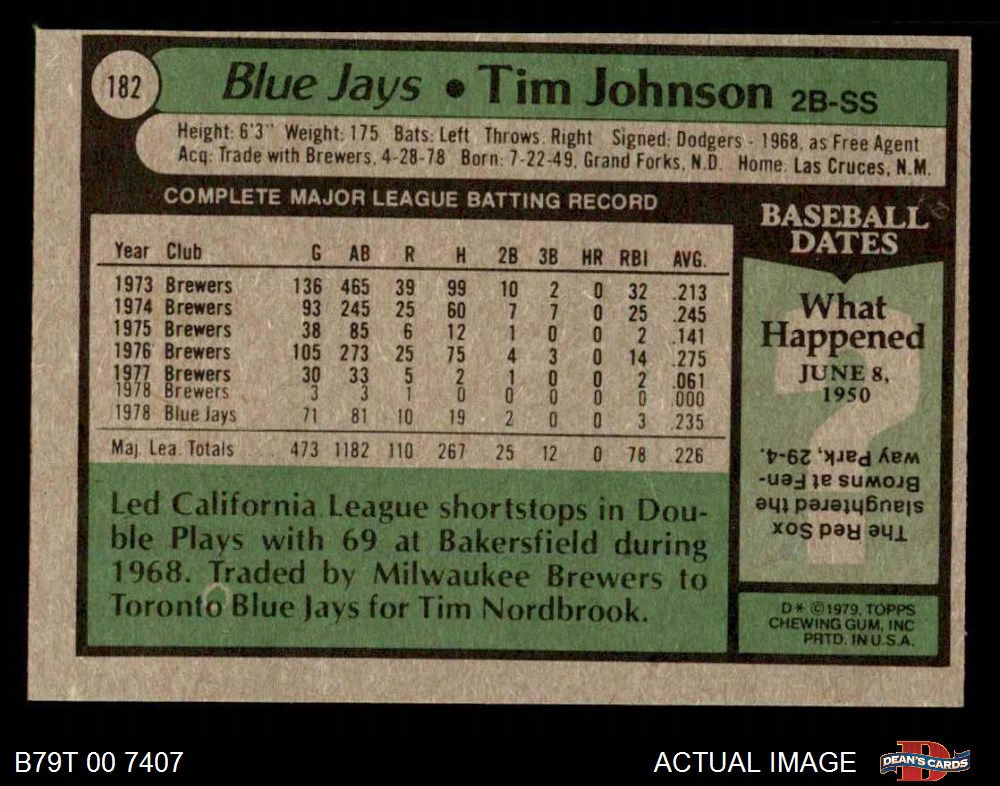 182
Blue Jays • Tim Johnson 2B-SS
Height: 6'3" Weight: 175 Bats: Left Throws: Right Signed: Dodgers - 1968, as Free Agent
Acq: Trade with Brewers, 4-28-78 Born: 7-22-49, Grand Forks, N.D. Home: Las Cruces, N.M.
COMPLETE MAJOR LEAGUE BATTING RECORD
Year Club G AB R H 2B 3B HR RBI AVG.
1973 Brewers 136 465 39 99 10 2 0 32 .213
1974 Brewers 93 245 25 60 7 7 0 25 .245
1975 Brewers 38 85 6 12 1 0 0 2 .141
1976 Brewers 105 273 25 75 4 3 0 14 .275
1977 Brewers 30 33 5 2 1 0 0 2 .061
1978 Brewers 3 3 1 0 0 0 0 0 .000
1978 Blue Jays 71 81 10 19 2 0 0 3 .235
Maj. Lea. Totals 473 1182 110 267 25 12 0 78 .226
Led California League shortstops in Dou-
ble Plays with 69 at Bakersfield during
1968. Traded by Milwaukee Brewers to
Toronto Blue Jays for Tim Nordbrook.
BASEBALL
DATES
What
Happened
JUNE 8,
1950
The Red Sox
slaughtered the
Browns at Fen-
way Park, 29-4.
D* ©1979, TOPPS
CHEWING GUM, INC
PRTD. IN U.S.A.
B79T 00 7407
ACTUAL IMAGE
D
DEAN'S CARDS